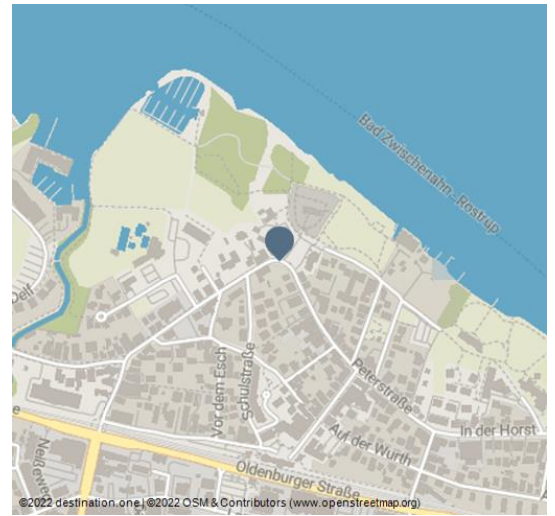 Bad Zwischenahn - Rostrup
Delf
Vor dem Esch
Schulstraße
Peterstraße
Auf der Wurth
In der Horst
Oldenburger Straße
©2022 destination.one | ©2022 OSM & Contributors (www.openstreetmap.org)